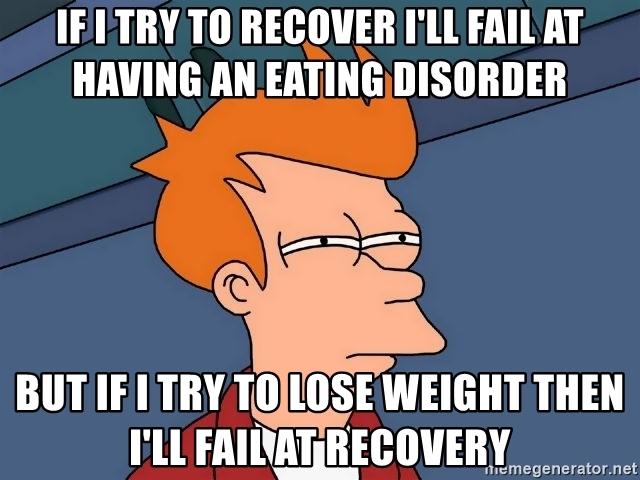 IF I TRY TO RECOVER I'LL FAIL AT
HAVING AN EATING DISORDER
BUT IF I TRY TO LOSE WEIGHT THEN
I'LL FAIL AT RECOVERY
memegenerator.net